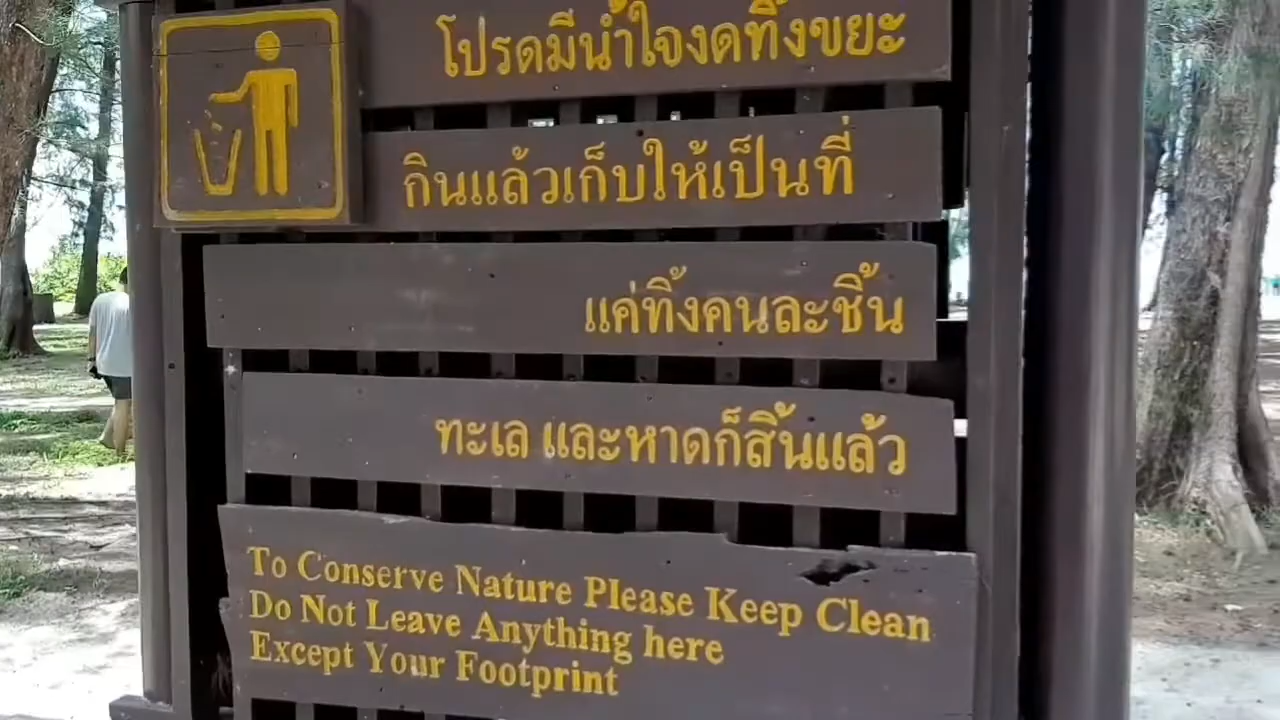 โปรดมีน้ำใจงดทิ้งขยะ
กินแล้วเก็บให้เป็นที่
แค่ทิ้งคนละชิ้น
ทะเล และหาดก็สิ้นแล้ว
To Conserve Nature Please Keep Clean
Do Not Leave Anything here
Except Your Footprint